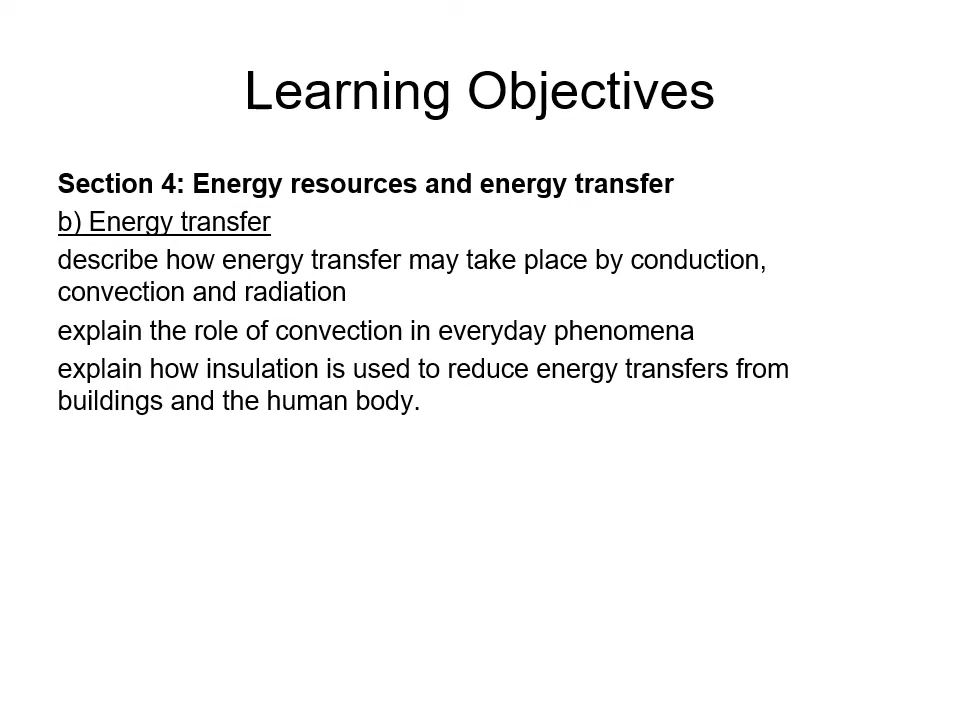 Learning Objectives
Section 4: Energy resources and energy transfer
b) Energy transfer
describe how energy transfer may take place by conduction,
convection and radiation
explain the role of convection in everyday phenomena
explain how insulation is used to reduce energy transfers from
buildings and the human body.